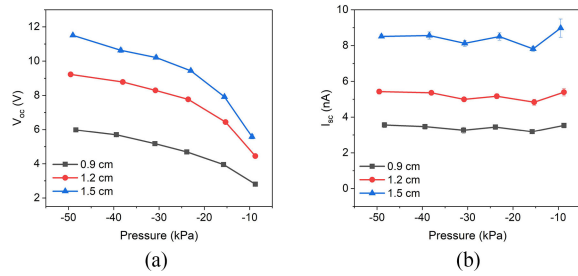 12
10
8
6
4
2
V_oc (V)
0.9 cm
1.2 cm
1.5 cm
-50 -40 -30 -20 -10
Pressure (kPa)
(a)
10
8
6
4
2
0
I_sc (nA)
0.9 cm
1.2 cm
1.5 cm
-50 -40 -30 -20 -10
Pressure (kPa)
(b)